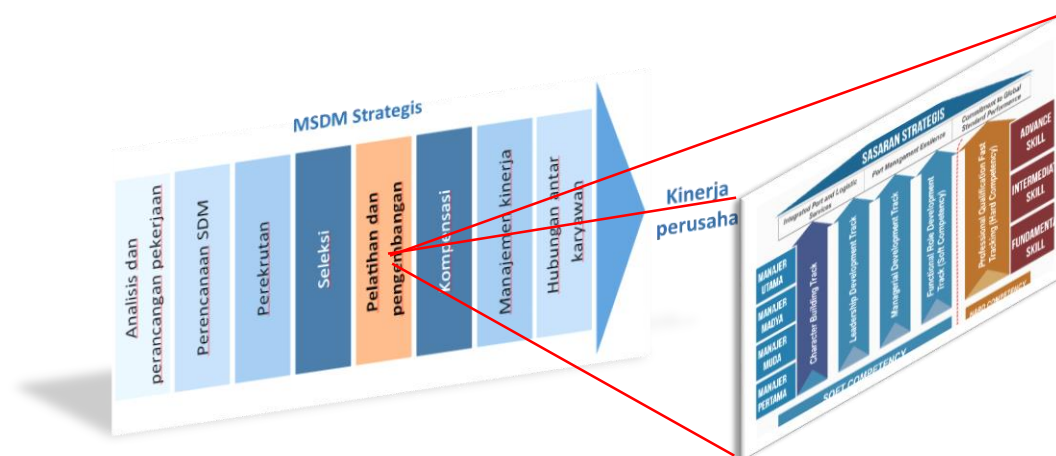 MSDM Strategis
Analisis dan
perancangan pekerjaan
Perencanaan SDM
Perekrutan
Seleksi
Pelatihan dan
pengembangan
Kompensasi
Manajemen kinerja
Hubungan antar
karyawan
Kinerja
perusaha
SASARAN STRATEGIS
Integrated Port and Logistic
Services
Port Management Exellence
Commitment to Global
Standard Performance
MANAJER
UTAMA
MANAJER
MADYA
MANAJER
MUDA
MANAJER
PERTAMA
Character Building Track
Leadership Development Track
Managerial Development Track
Functional Role Development
Track (Soft Competency)
Professional Qualification Fast
Tracking (Hard Competency)
ADVANCE
SKILL
INTERMEDIAT
SKILL
FUNDAMENTA
SKILL
SOFT COMPETENCY